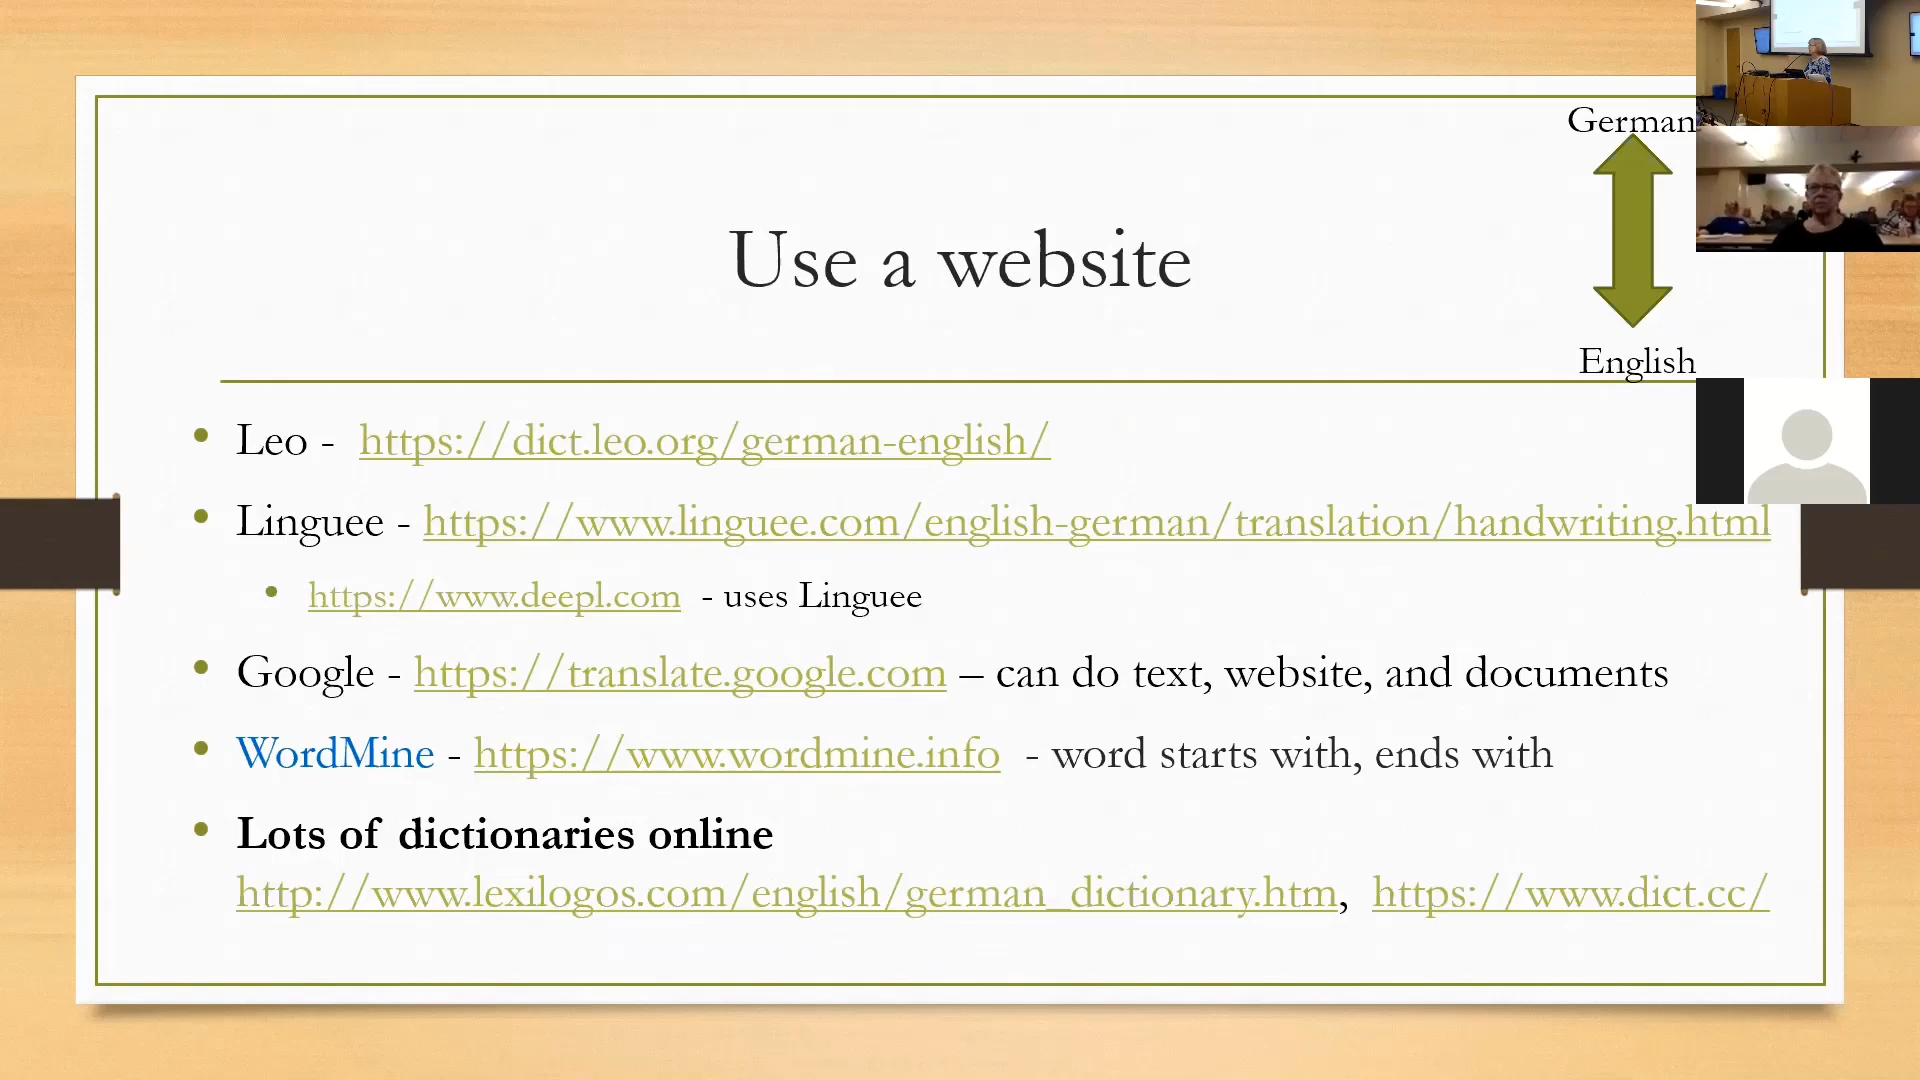 German
Use a website
English
• Leo - https://dict.leo.org/german-english/
• Linguee - https://www.linguee.com/english-german/translation/handwriting.html
• https://www.deepl.com - uses Linguee
• Google - https://translate.google.com – can do text, website, and documents
• WordMine - https://www.wordmine.info - word starts with, ends with
• Lots of dictionaries online
http://www.lexilogos.com/english/german_dictionary.htm, https://www.dict.cc/